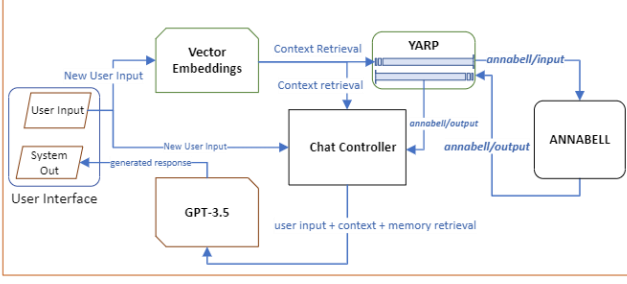 YARP
Vector
Embeddings
Context Retrieval
annabell/input
New User Input
Context retrieval
User Input
annabell/output
New User Input
Chat Controller
annabell/output
ANNABELL
System
Out
generated response
User Interface
GPT-3.5
user input + context + memory retrieval